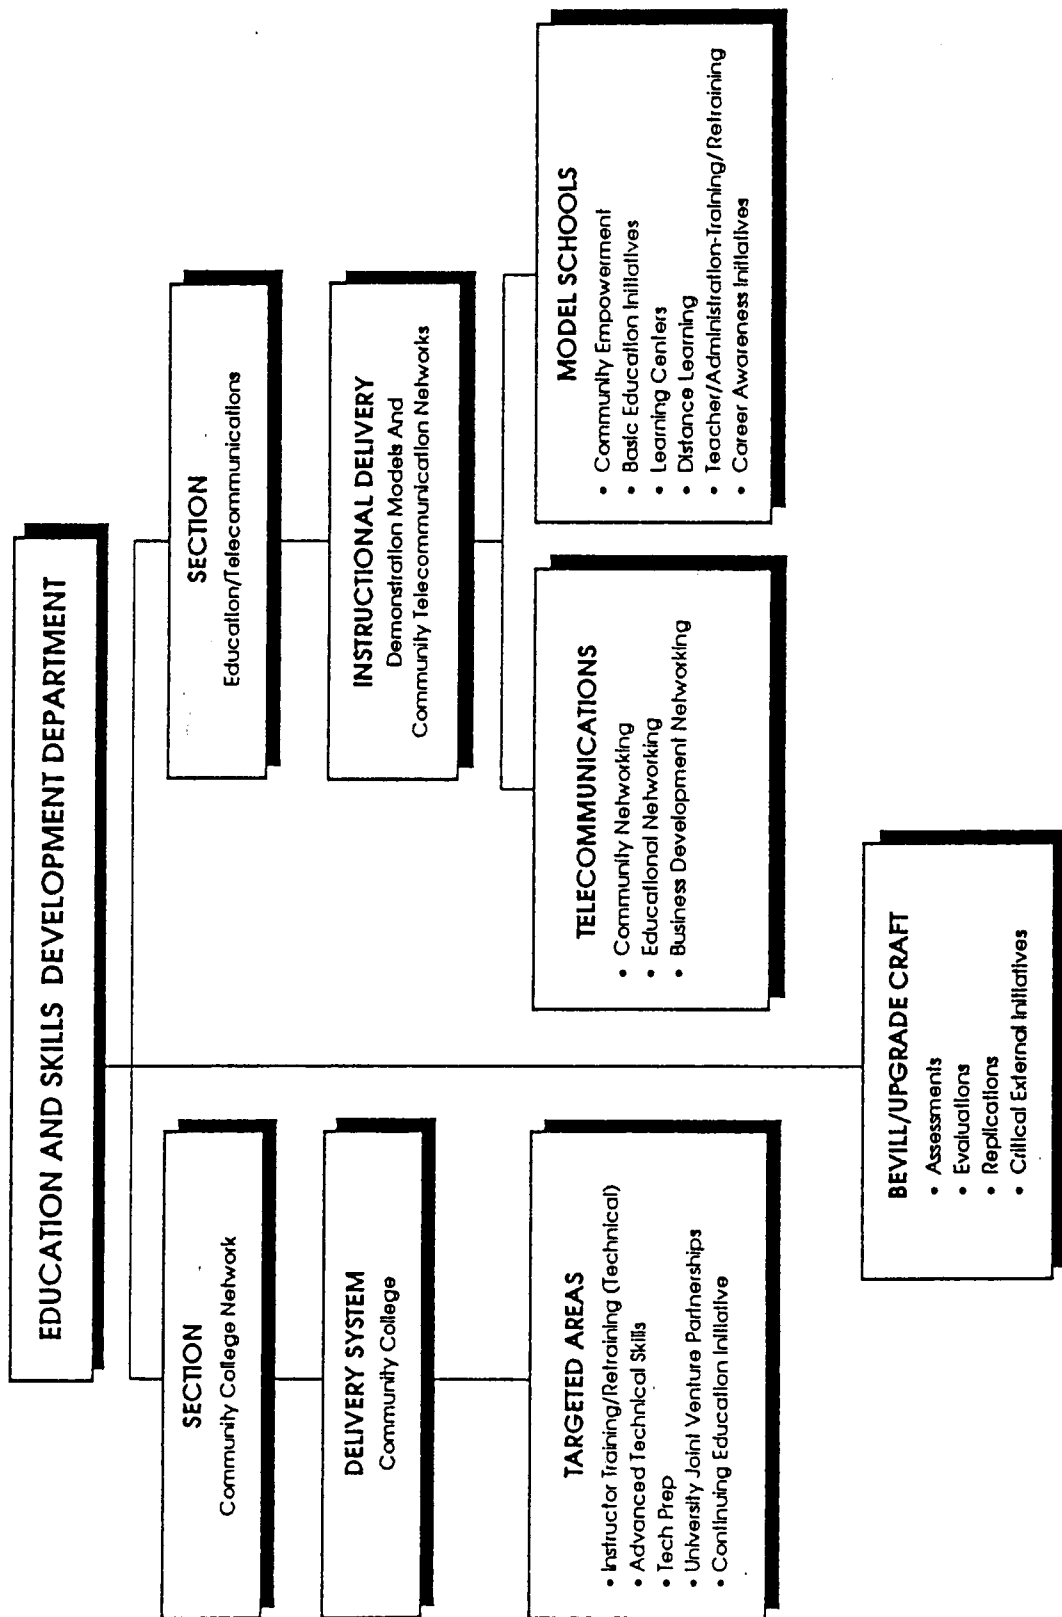 EDUCATION AND SKILLS DEVELOPMENT DEPARTMENT
SECTION
Community College Network
DELIVERY SYSTEM
Community College
TARGETED AREAS
• Instructor Training/Retraining (Technical)
• Advanced Technical Skills
• Tech Prep
• University Joint Venture Partnerships
• Continuing Education Initiative
SECTION
Education/Telecommunications
INSTRUCTIONAL DELIVERY
Demonstration Models And
Community Telecommunication Networks
TELECOMMUNICATIONS
• Community Networking
• Educational Networking
• Business Development Networking
MODEL SCHOOLS
• Community Empowerment
• Basic Education Initiatives
• Learning Centers
• Distance Learning
• Teacher/Administration-Training/Retraining
• Career Awareness Initiatives
BEVILL/UPGRADE CRAFT
• Assessments
• Evaluations
• Replications
• Critical External Initiatives